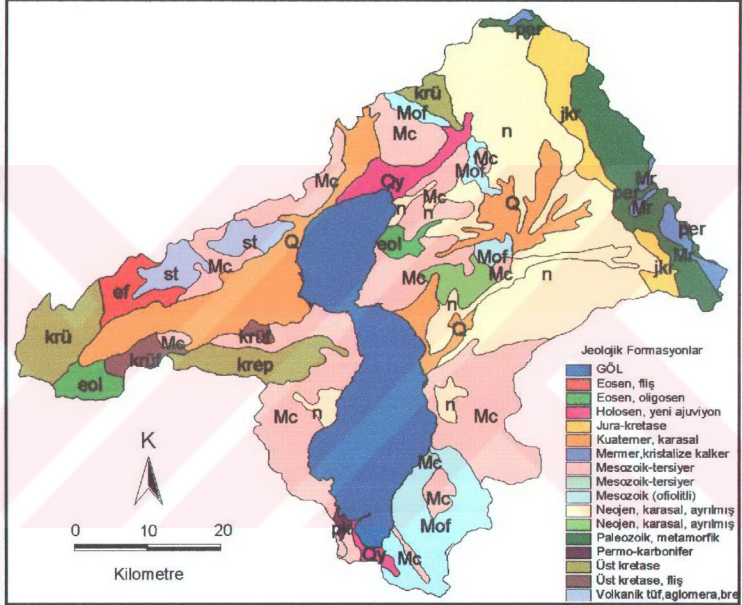 per
krü
Mof
n
jkr
Mc
Mc
Mof
Mc
Mr
Qy
Mc
per
n
n
Q
Mr
per
st
Q
eol
Mof
Mr
st
Mc
Mc
Mc
n
jkr
ef
n
Q
krü
krüf
Mc
krüf
krep
eol
Mc
n
n
Mc
Mc
Mc
Mof
Qy
Mc
K
0 10 20
Kilometre
Jeolojik Formasyonlar
GÖL
Eosen, fliş
Eosen, oligosen
Holosen, yeni ajuviyon
Jura-kretase
Kuaterner, karasal
Mermer,kristalize kalker
Mesozoik-tersiyer
Mesozoik-tersiyer
Mesozoik (ofiolitli)
Neojen, karasal, ayrılmış
Neojen, karasal, ayrılmış
Paleozoik, metamorfik
Permo-karbonifer
Üst kretase
Üst kretase, fliş
Volkanik tüf,aglomera,bre